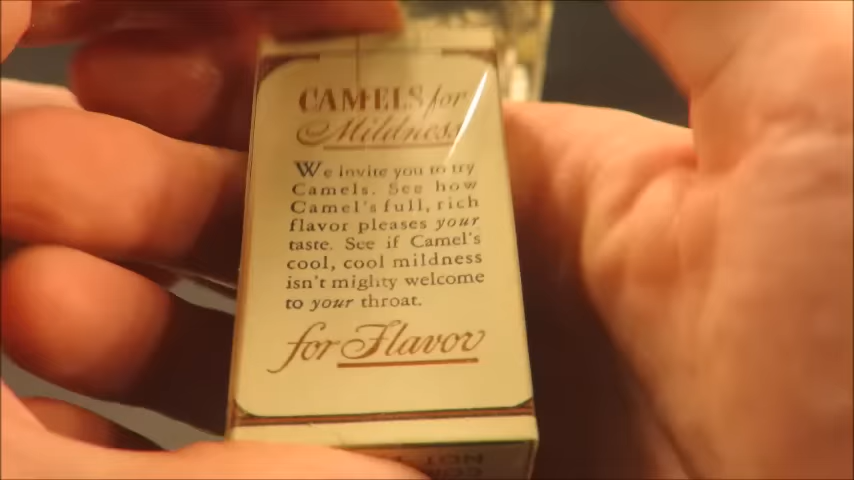 CAMELS for
Mildness
We invite you to try
Camels. See how
Camel's full, rich
flavor pleases your
taste. See if Camel's
cool, cool mildness
isn't mighty welcome
to your throat.
for Flavor